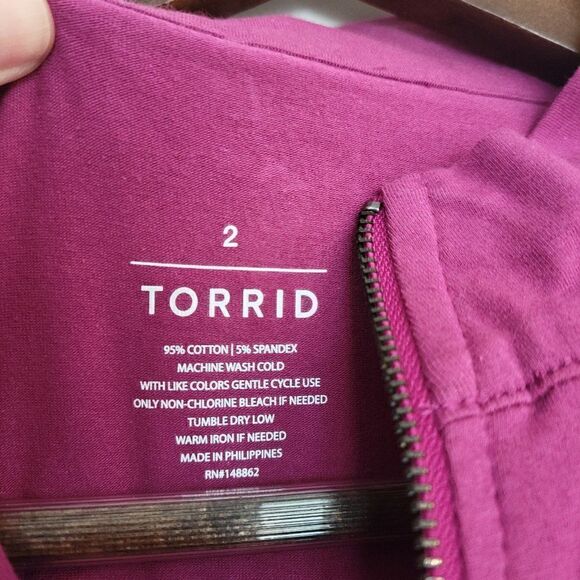 2
TORRID
95% COTTON | 5% SPANDEX
MACHINE WASH COLD
WITH LIKE COLORS GENTLE CYCLE USE
ONLY NON-CHLORINE BLEACH IF NEEDED
TUMBLE DRY LOW
WARM IRON IF NEEDED
MADE IN PHILIPPINES
RN#148862